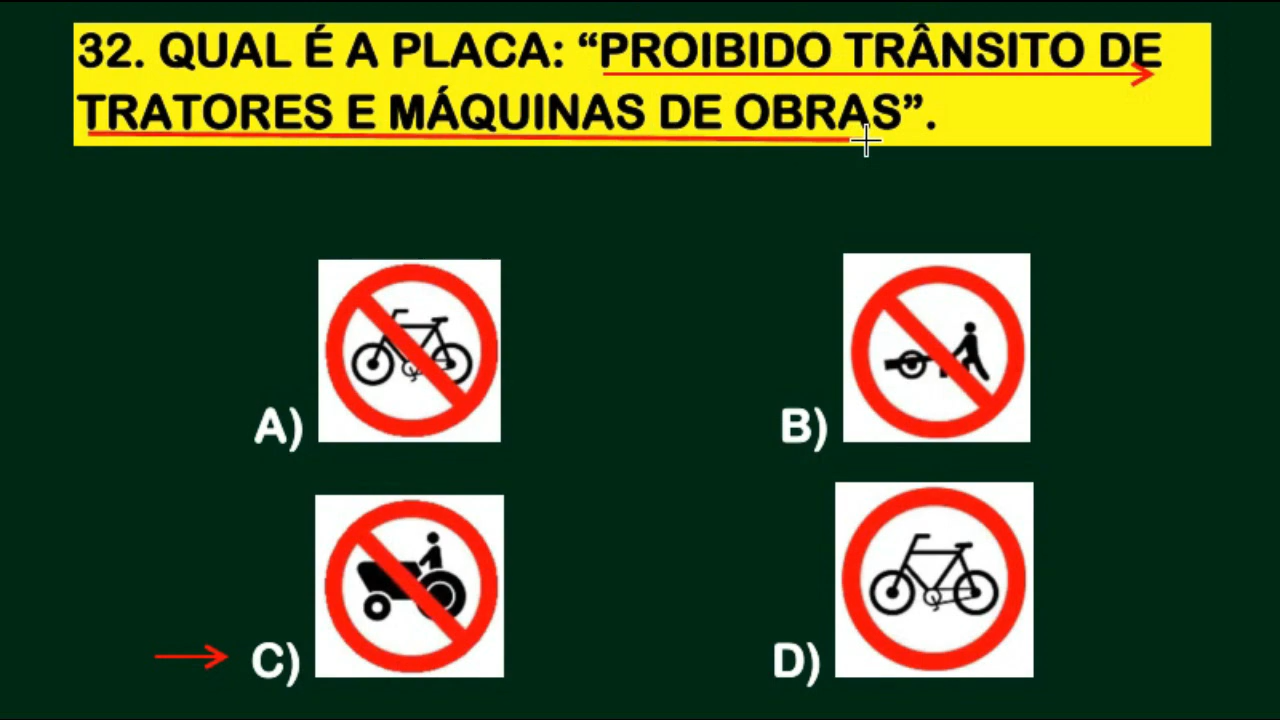 32. QUAL É A PLACA: “PROIBIDO TRÂNSITO DE
TRATORES E MÁQUINAS DE OBRAS”.
A)
B)
C)
D)